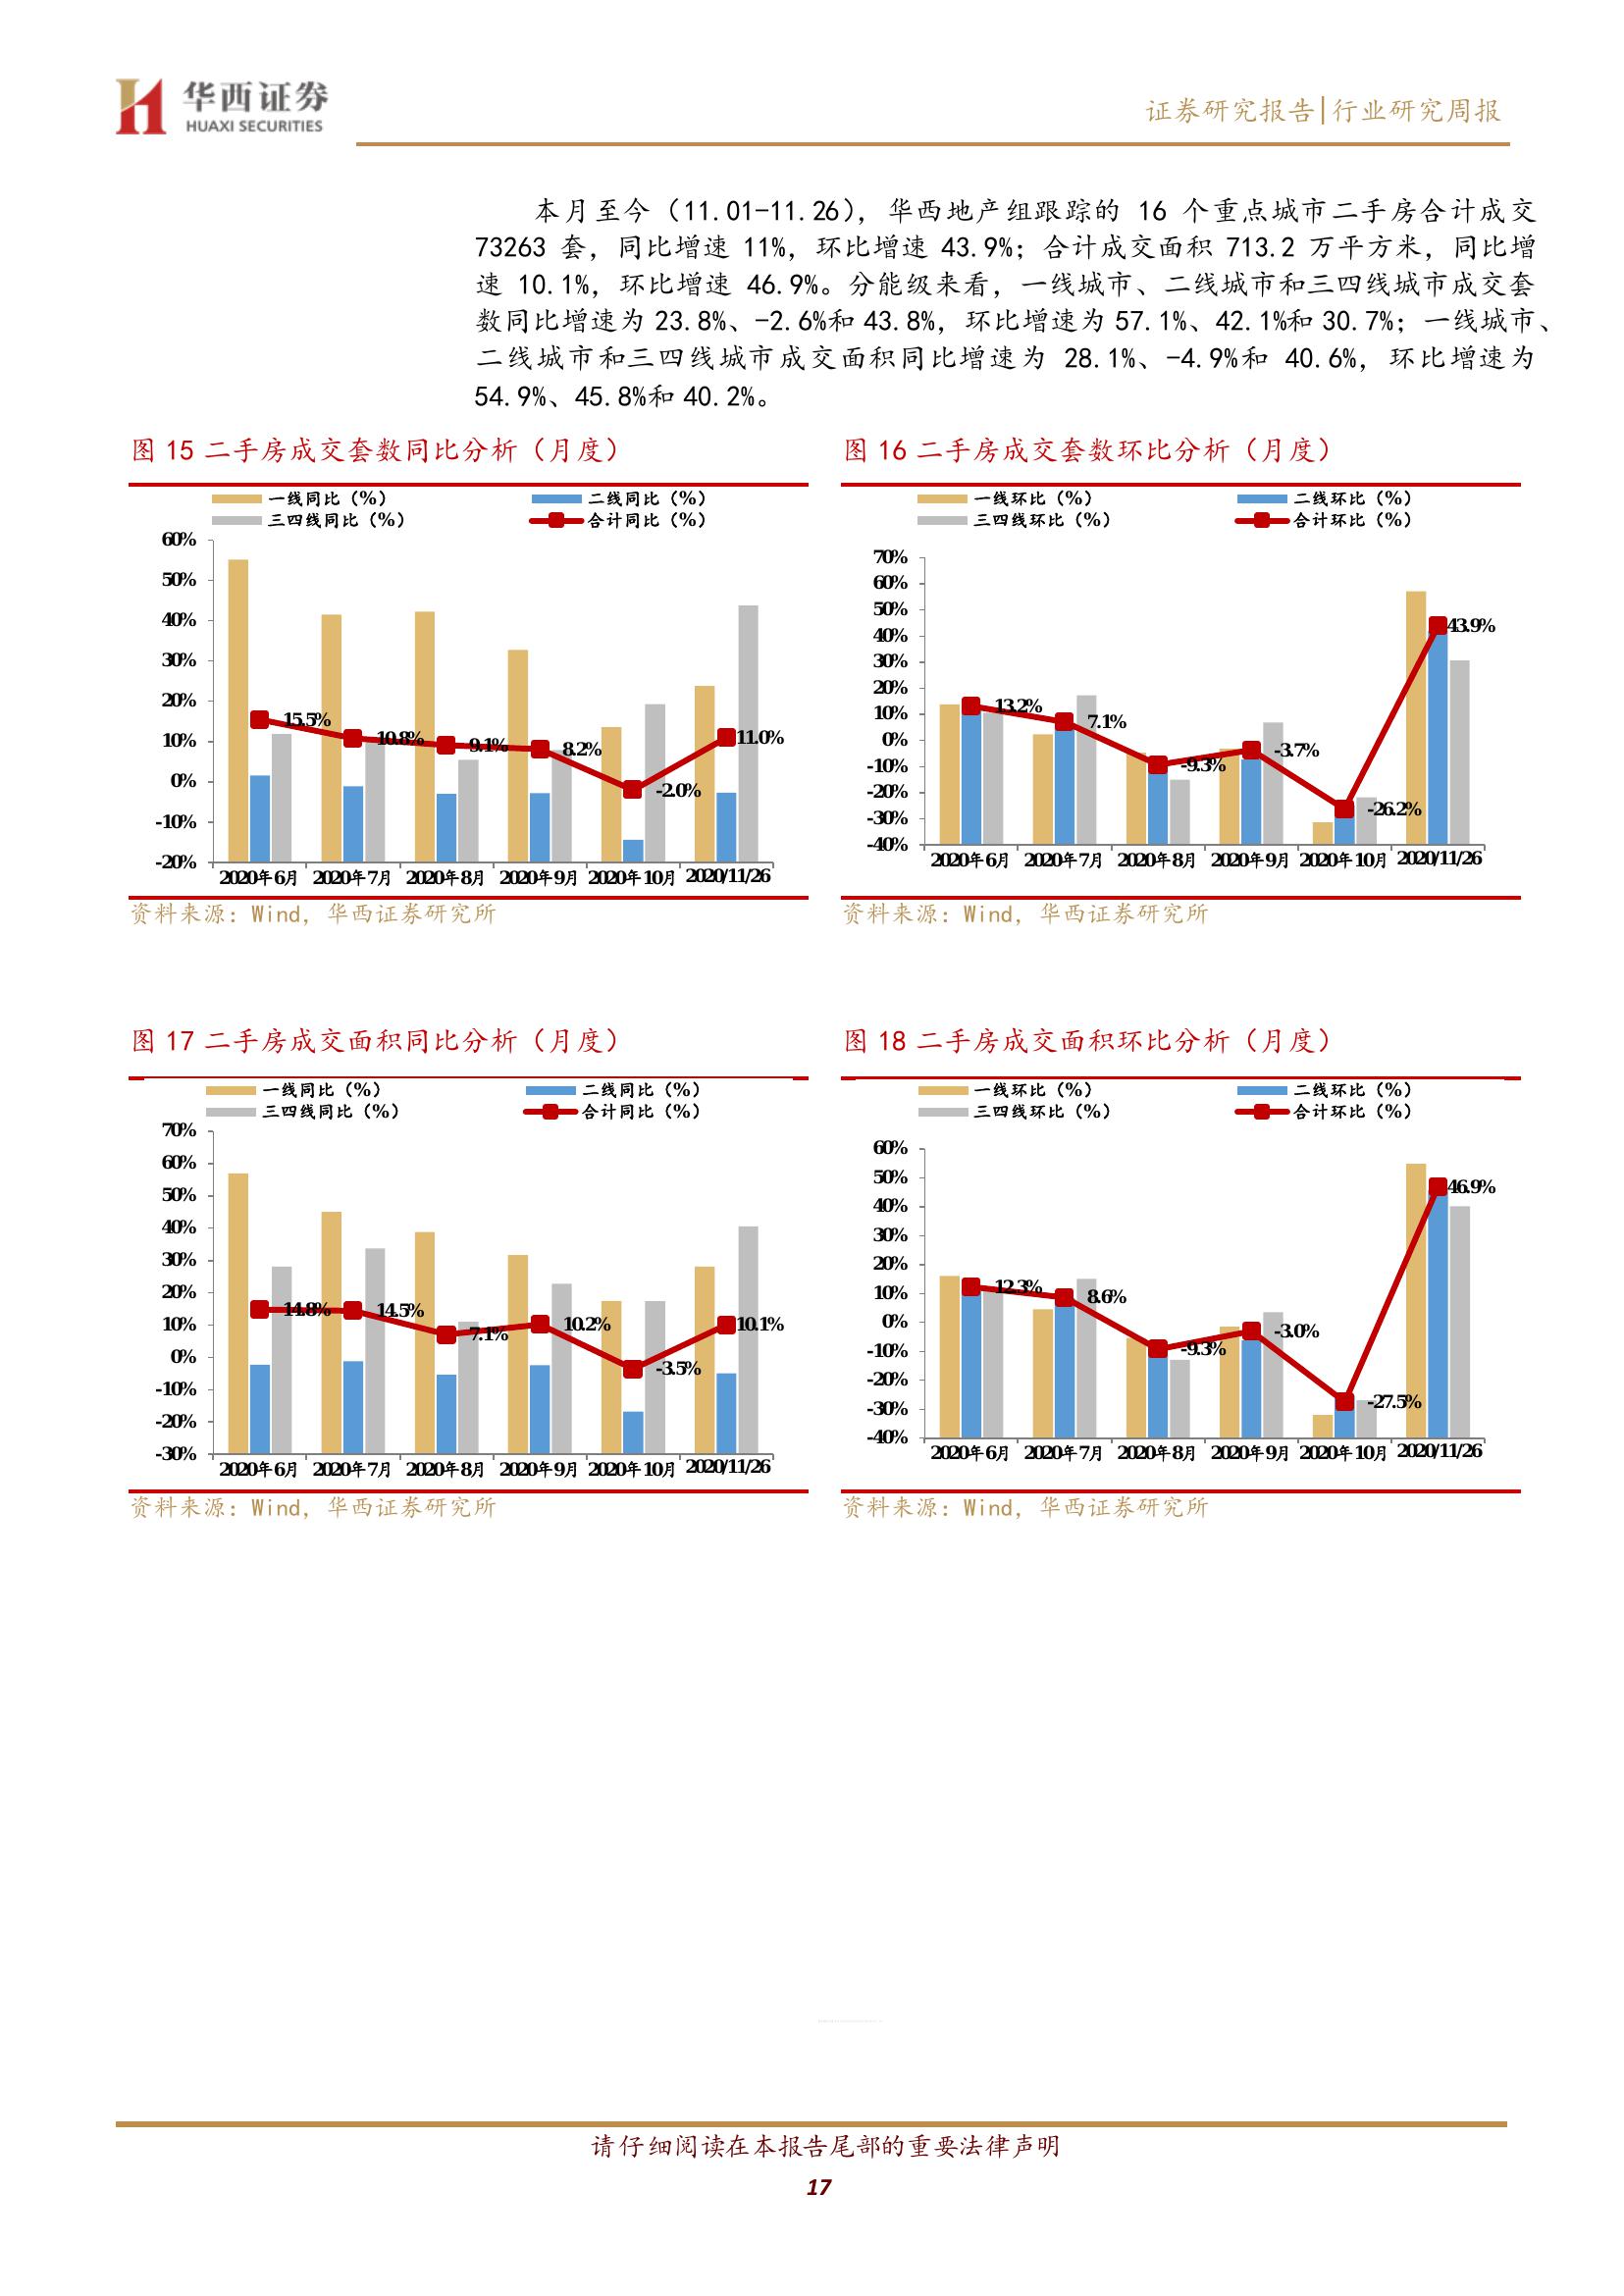 华西证券
HUAXI SECURITIES
证券研究报告|行业研究周报
本月至今（11.01-11.26），华西地产组跟踪的 16 个重点城市二手房合计成交
73263 套，同比增速 11%，环比增速 43.9%；合计成交面积 713.2 万平方米，同比增
速 10.1%，环比增速 46.9%。分能级来看，一线城市、二线城市和三四线城市成交套
数同比增速为 23.8%、-2.6%和 43.8%，环比增速为 57.1%、42.1%和 30.7%；一线城市、
二线城市和三四线城市成交面积同比增速为 28.1%、-4.9%和 40.6%，环比增速为
54.9%、45.8%和 40.2%。
图 15 二手房成交套数同比分析（月度）
一线同比（%）
二线同比（%）
三四线同比（%）
合计同比（%）
60%
50%
40%
30%
20%
10%
0%
-10%
-20%
15.5%
10.8%
9.1%
8.2%
-2.0%
11.0%
2020年6月
2020年7月
2020年8月
2020年9月
2020年10月
2020/11/26
资料来源：Wind，华西证券研究所
图 16 二手房成交套数环比分析（月度）
一线环比（%）
二线环比（%）
三四线环比（%）
合计环比（%）
70%
60%
50%
40%
30%
20%
10%
0%
-10%
-20%
-30%
-40%
13.2%
7.1%
-9.3%
-3.7%
-26.2%
43.9%
2020年6月
2020年7月
2020年8月
2020年9月
2020年10月
2020/11/26
资料来源：Wind，华西证券研究所
图 17 二手房成交面积同比分析（月度）
一线同比（%）
二线同比（%）
三四线同比（%）
合计同比（%）
70%
60%
50%
40%
30%
20%
10%
0%
-10%
-20%
-30%
14.8%
14.5%
7.1%
10.2%
-3.5%
10.1%
2020年6月
2020年7月
2020年8月
2020年9月
2020年10月
2020/11/26
资料来源：Wind，华西证券研究所
图 18 二手房成交面积环比分析（月度）
一线环比（%）
二线环比（%）
三四线环比（%）
合计环比（%）
60%
50%
40%
30%
20%
10%
0%
-10%
-20%
-30%
-40%
12.3%
8.6%
-9.3%
-3.0%
-27.5%
46.9%
2020年6月
2020年7月
2020年8月
2020年9月
2020年10月
2020/11/26
资料来源：Wind，华西证券研究所
请仔细阅读在本报告尾部的重要法律声明
17